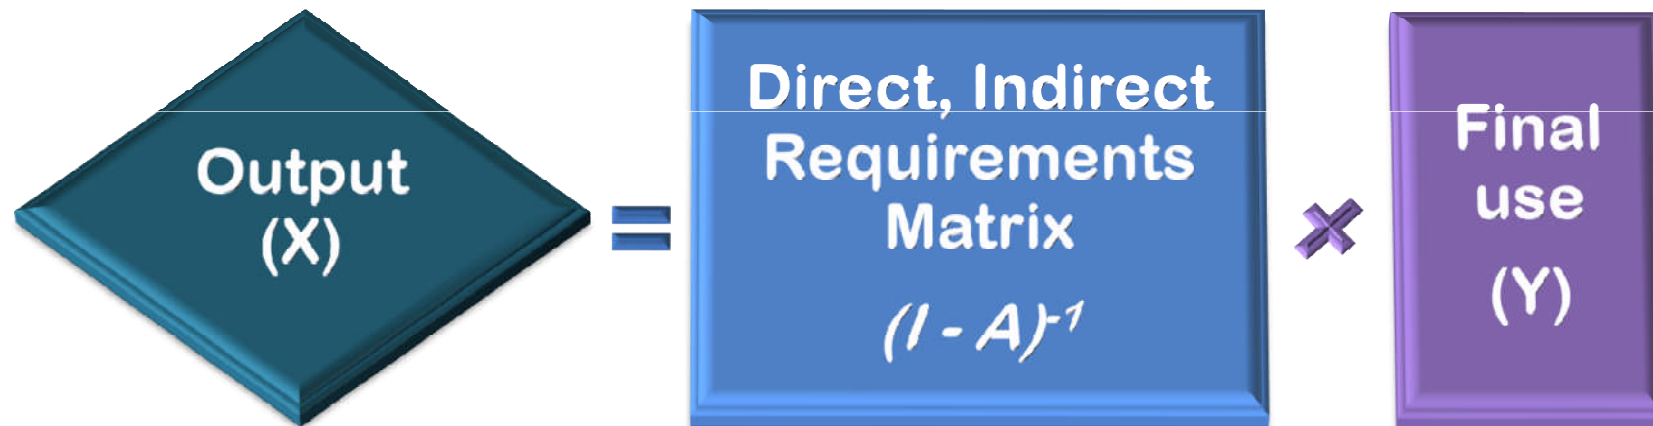 Output
(X)
=
Direct, Indirect
Requirements
Matrix
(I - A)-1
×
Final
use
(Y)